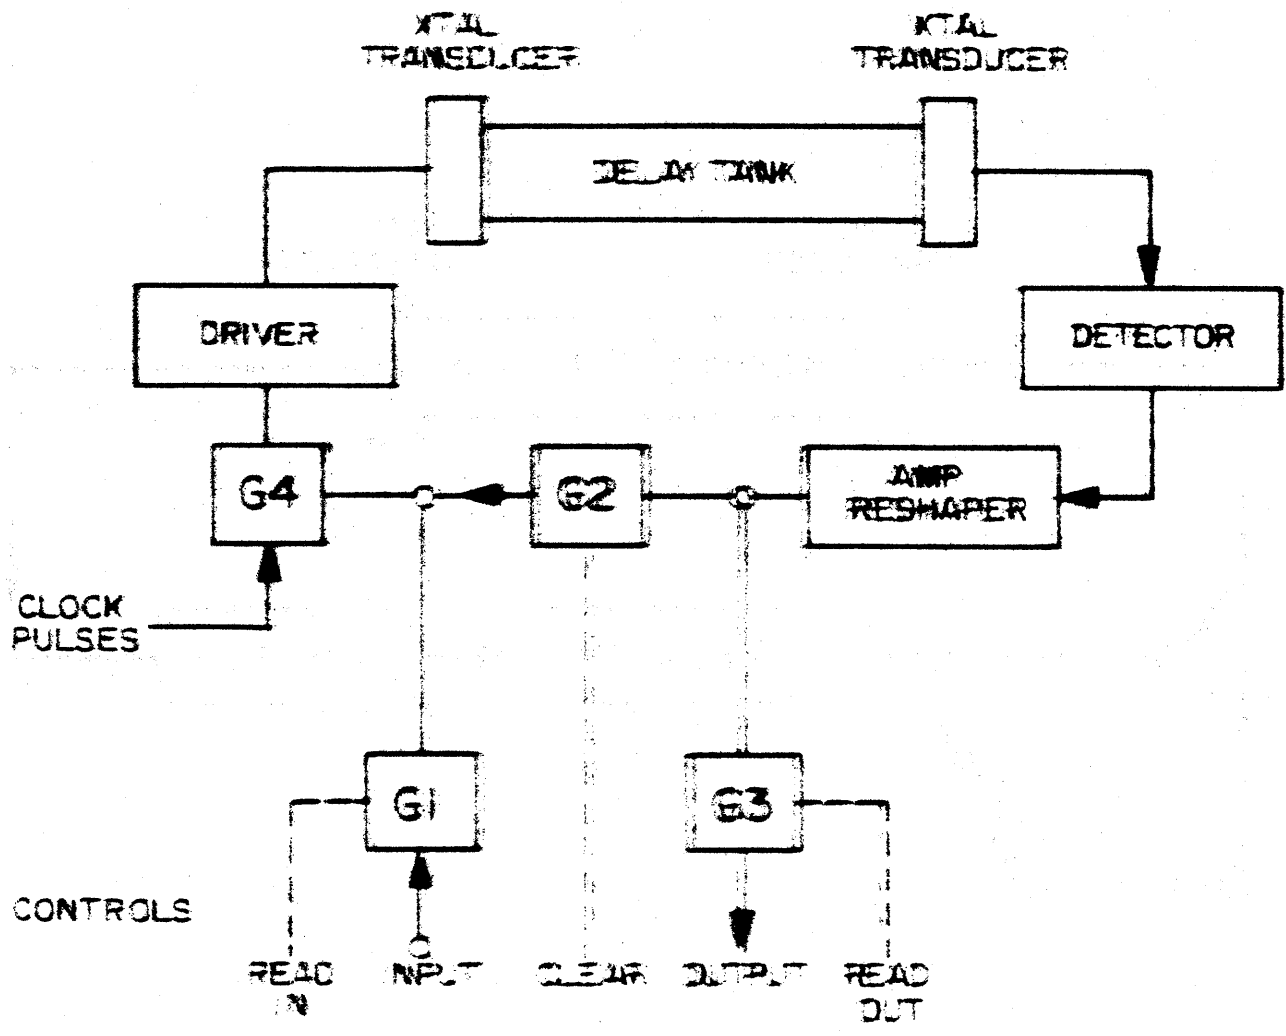 XTAL
TRANSDUCER
XTAL
TRANSDUCER
DELAY TANK
DRIVER
DETECTOR
G4
G2
AMP
RESHAPER
CLOCK
PULSES
G1
G3
CONTROLS
READ
IN
INPUT
CLEAR
OUTPUT
READ
OUT